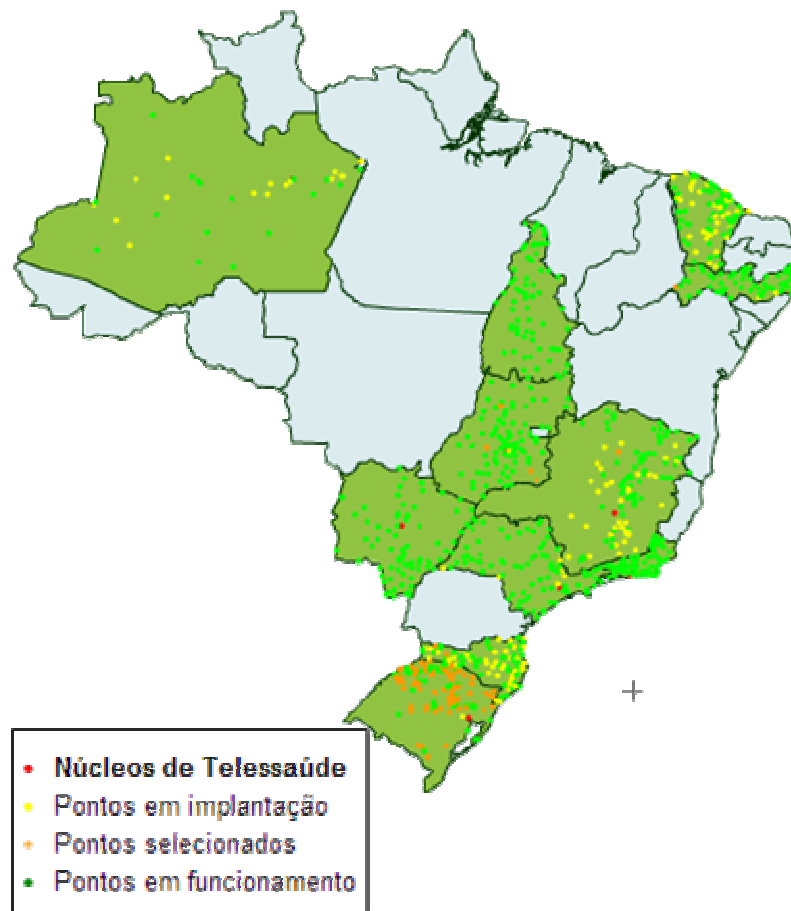 Núcleos de Telessaúde
Pontos em implantação
Pontos selecionados
Pontos em funcionamento